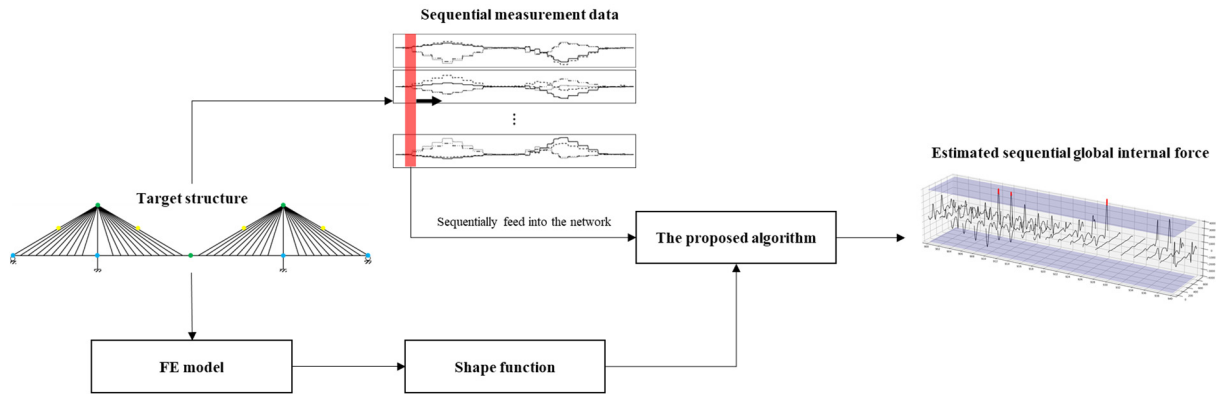 Sequential measurement data
Target structure
Sequentially feed into the network
The proposed algorithm
Estimated sequential global internal force
FE model
Shape function